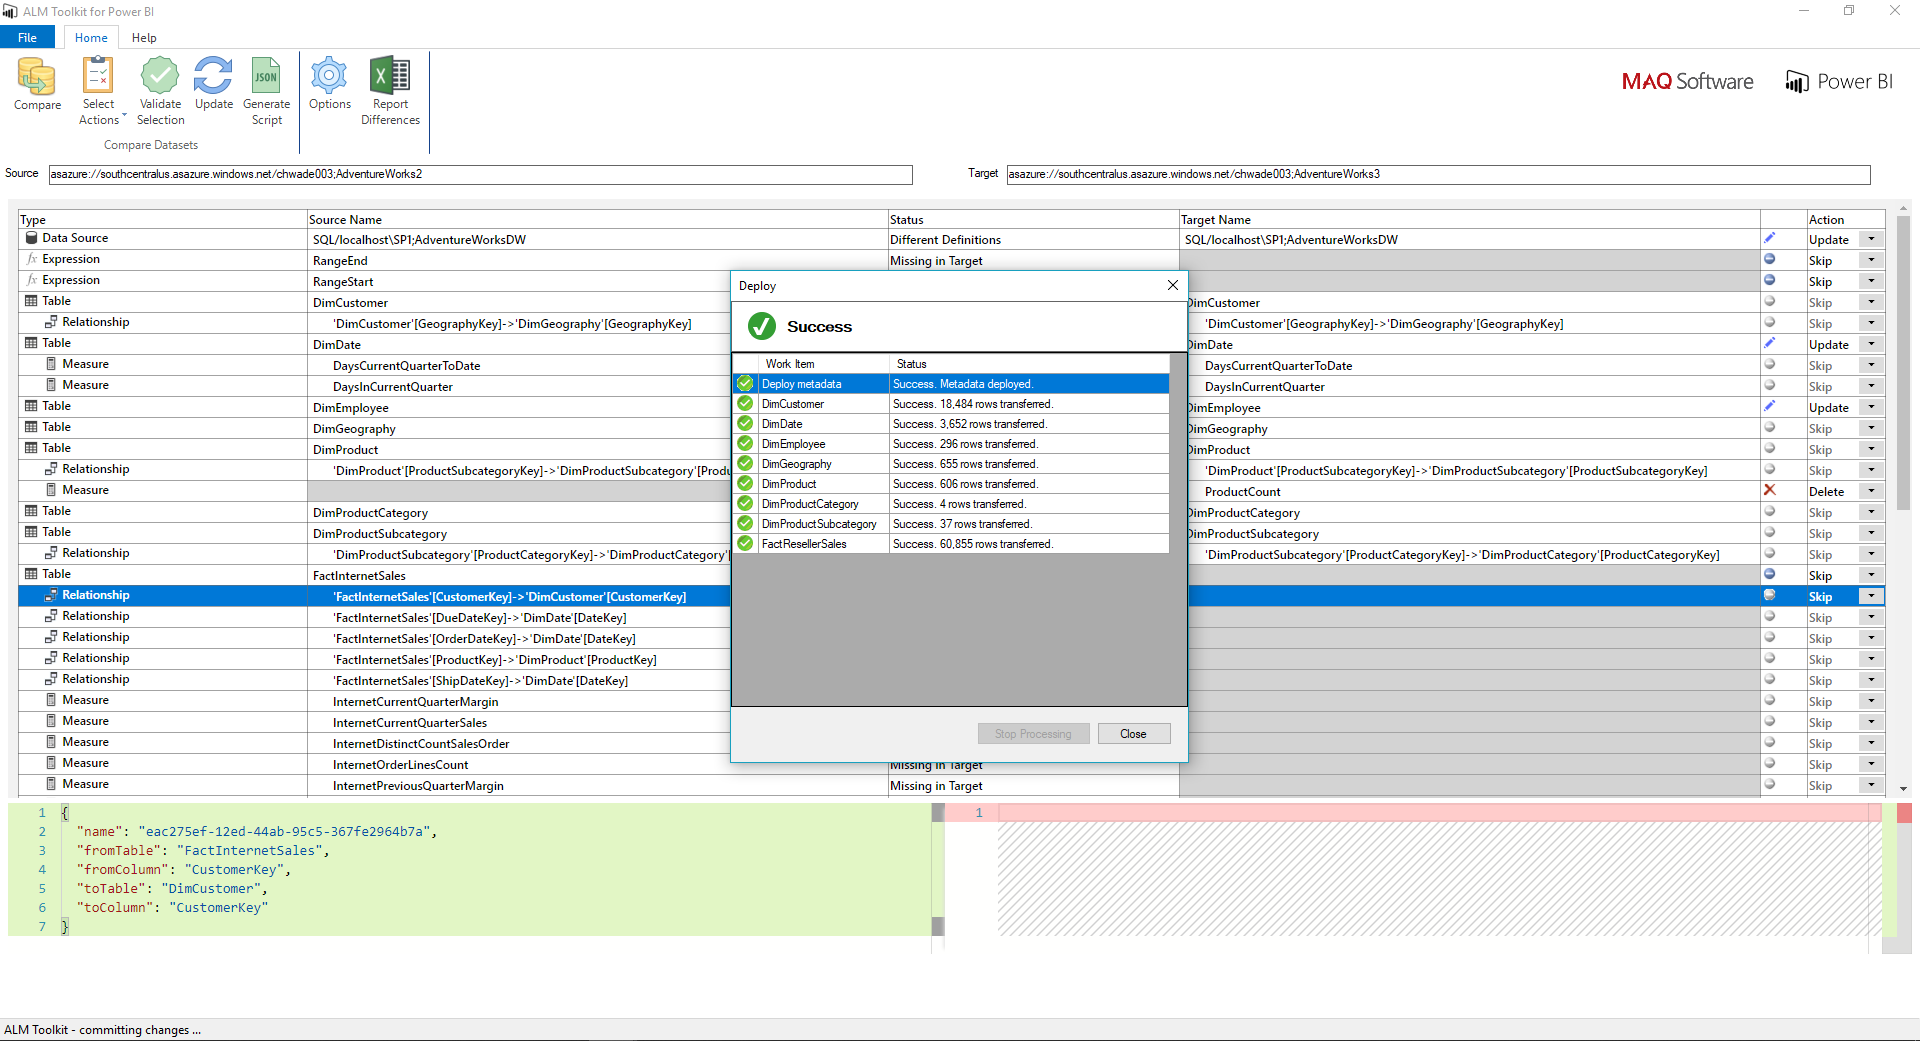 ALM Toolkit for Power BI
File Home Help
Compare
Select Actions
Validate Selection
Update
JSON
Generate Script
Options
Report Differences
Compare Datasets
MAQ Software
Power BI
Source asazure://southcentralus.asazure.windows.net/chwade003;AdventureWorks2
Target asazure://southcentralus.asazure.windows.net/chwade003;AdventureWorks3
Type Source Name Status Target Name Action
Data Source SQL/localhost\SP1;AdventureWorksDW Different Definitions SQL/localhost\SP1;AdventureWorksDW Update
Expression RangeEnd Missing in Target Skip
Expression RangeStart Skip
Table DimCustomer DimCustomer Skip
Relationship 'DimCustomer'[GeographyKey]->'DimGeography'[GeographyKey] 'DimCustomer'[GeographyKey]->'DimGeography'[GeographyKey] Skip
Table DimDate DimDate Update
Measure DaysCurrentQuarterToDate DaysCurrentQuarterToDate Skip
Measure DaysInCurrentQuarter DaysInCurrentQuarter Skip
Table DimEmployee DimEmployee Update
Table DimGeography DimGeography Skip
Table DimProduct DimProduct Skip
Relationship 'DimProduct'[ProductSubcategoryKey]->'DimProductSubcategory'[Produ 'DimProduct'[ProductSubcategoryKey]->'DimProductSubcategory'[ProductSubcategoryKey] Skip
Measure ProductCount Delete
Table DimProductCategory DimProductCategory Skip
Table DimProductSubcategory DimProductSubcategory Skip
Relationship 'DimProductSubcategory'[ProductCategoryKey]->'DimProductCategory' 'DimProductSubcategory'[ProductCategoryKey]->'DimProductCategory'[ProductCategoryKey] Skip
Table FactInternetSales Skip
Relationship 'FactInternetSales'[CustomerKey]->'DimCustomer'[CustomerKey] Skip
Relationship 'FactInternetSales'[DueDateKey]->'DimDate'[DateKey] Skip
Relationship 'FactInternetSales'[OrderDateKey]->'DimDate'[DateKey] Skip
Relationship 'FactInternetSales'[ProductKey]->'DimProduct'[ProductKey] Skip
Relationship 'FactInternetSales'[ShipDateKey]->'DimDate'[DateKey] Skip
Measure InternetCurrentQuarterMargin Skip
Measure InternetCurrentQuarterSales Skip
Measure InternetDistinctCountSalesOrder Skip
Measure InternetOrderLinesCount Missing in Target Skip
Measure InternetPreviousQuarterMargin Missing in Target Skip
Deploy
Success
Work Item Status
Deploy metadata Success. Metadata deployed.
DimCustomer Success. 18,484 rows transferred.
DimDate Success. 3,652 rows transferred.
DimEmployee Success. 296 rows transferred.
DimGeography Success. 655 rows transferred.
DimProduct Success. 606 rows transferred.
DimProductCategory Success. 4 rows transferred.
DimProductSubcategory Success. 37 rows transferred.
FactResellerSales Success. 60,855 rows transferred.
Stop Processing Close
1 {
2 "name": "eac275ef-12ed-44ab-95c5-367fe2964b7a",
3 "fromTable": "FactInternetSales",
4 "fromColumn": "CustomerKey",
5 "toTable": "DimCustomer",
6 "toColumn": "CustomerKey"
7 }
1
ALM Toolkit - committing changes ...